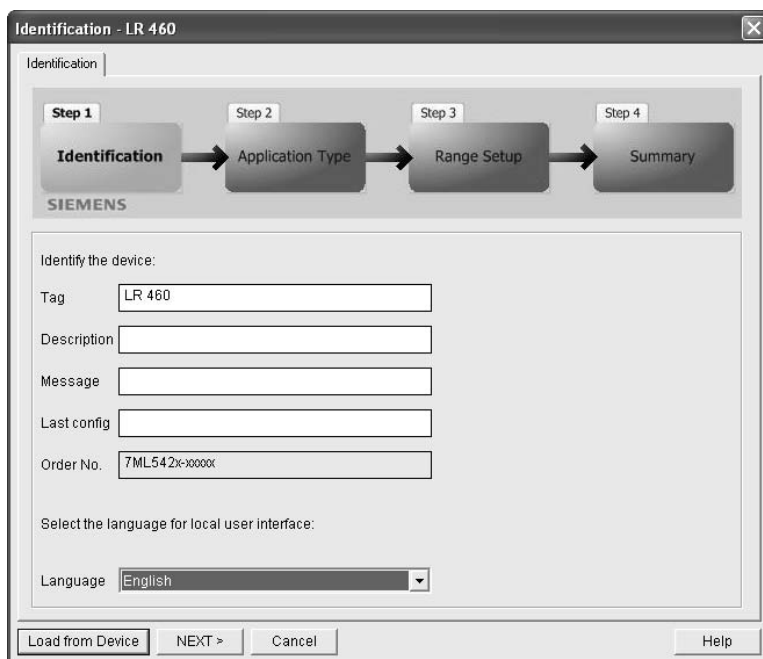 Identification - LR 460
Identification
Step 1
Step 2
Step 3
Step 4
Identification
Application Type
Range Setup
Summary
SIEMENS
Identify the device:
Tag LR 460
Description
Message
Last config
Order No. 7ML542x-xxxxx
Select the language for local user interface:
Language English
Load from Device NEXT > Cancel Help